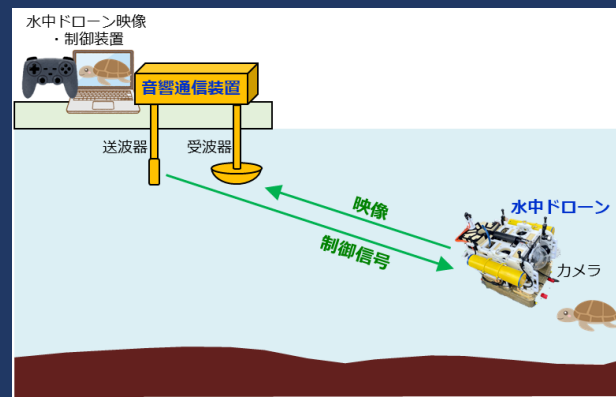 水中ドローン映像
・制御装置
音響通信装置
送波器
受波器
映像
制御信号
水中ドローン
カメラ